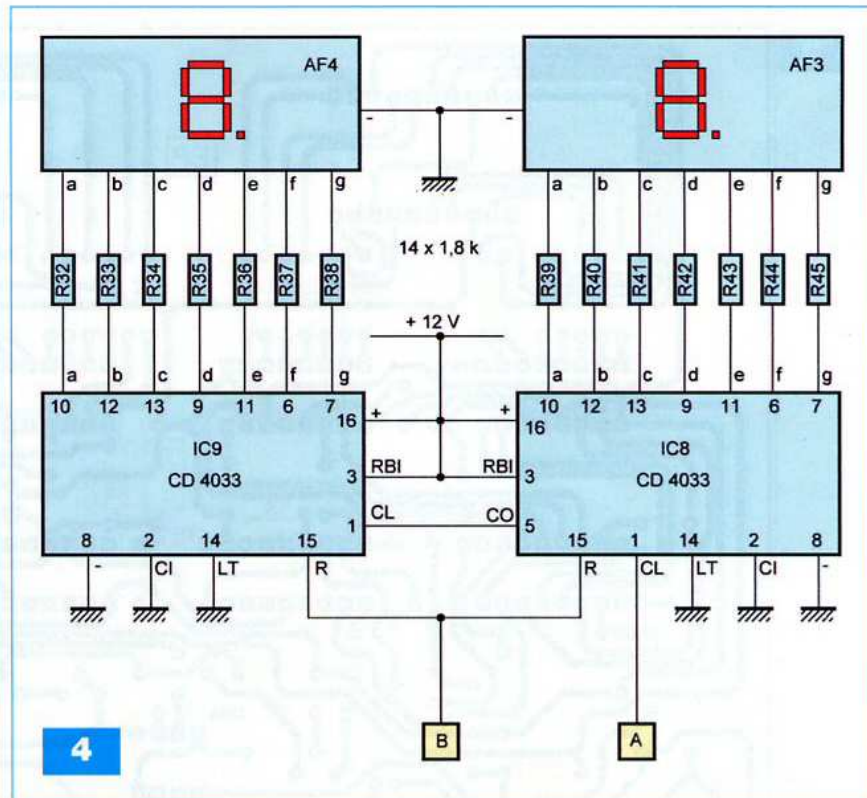 AF4 AF3
- -
a b c d e f g a b c d e f g
14 x 1,8 k
R32 R33 R34 R35 R36 R37 R38 R39 R40 R41 R42 R43 R44 R45
+ 12 V
a b c d e f g a b c d e f g
10 12 13 9 11 6 7 10 12 13 9 11 6 7
16 + + 16
IC9 IC8
CD 4033 CD 4033
3 RBI RBI 3
1 CL CO 5
8 2 14 15 15 1 14 2 8
- CI LT R R CL LT CI -
B A
4